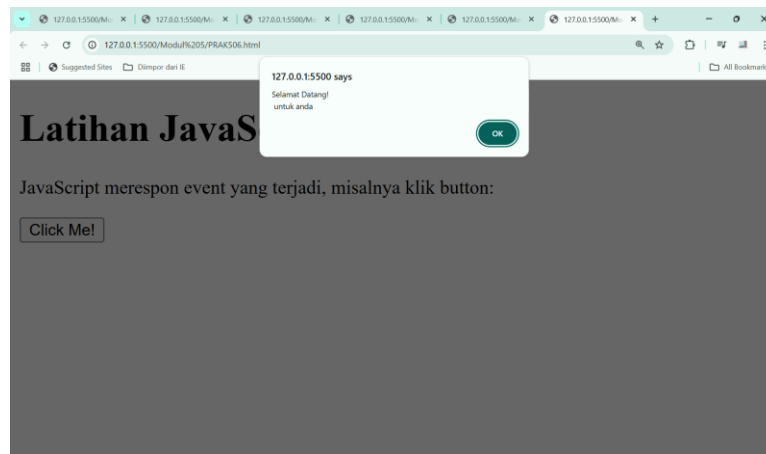 127.0.0.1:5500/Mo
127.0.0.1:5500/Mo
127.0.0.1:5500/Mo
127.0.0.1:5500/Mo
127.0.0.1:5500/Mo
127.0.0.1:5500/Mo
127.0.0.1:5500/Modul%205/PRAK506.html
Suggested Sites
Diimpor dari IE
All Bookmark
127.0.0.1:5500 says
Selamat Datang!
untuk anda
OK
Latihan JavaS
JavaScript merespon event yang terjadi, misalnya klik button:
Click Me!